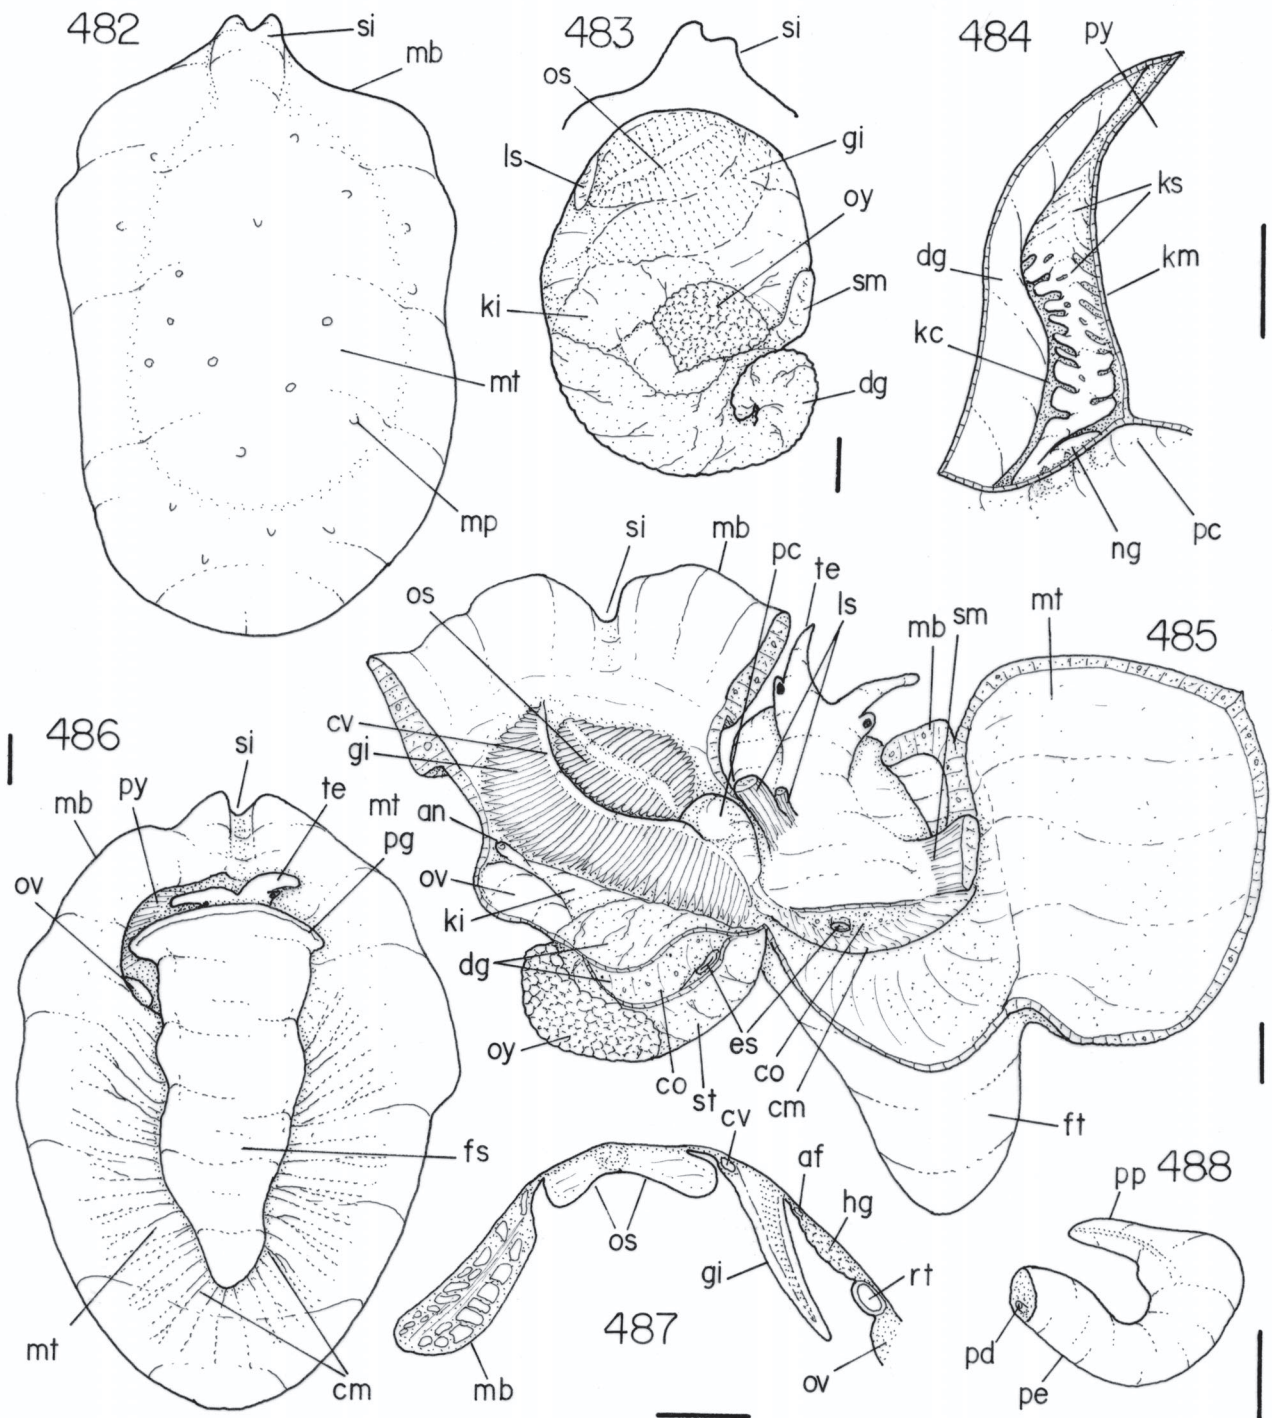 482
si
mb
mt
mp
483
si
os
ls
gi
oy
sm
ki
dg
484
py
ks
dg
km
kc
ng
pc
485
si
mb
pc
te
ls
mb
sm
mt
os
cv
gi
mt
an
ov
ki
dg
oy
co
st
es
co
cm
ft
486
si
mb
py
te
pg
ov
fs
mt
cm
487
cv
af
hg
os
gi
rt
mb
ov
488
pp
pd
pe